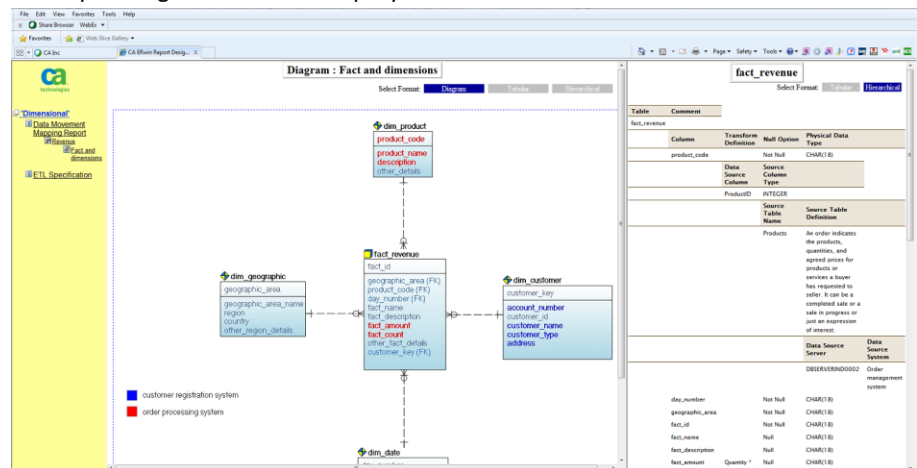 File Edit View Favorites Tools Help
x Share Browser WebEx
Favorites Web Slice Gallery
CA Inc CA ERwin Report Desig... x
Page Safety Tools
ca
technologies
"Dimensional"
Data Movement
Mapping Report
Revenue
Fact and
dimensions
ETL Specification
Diagram : Fact and dimensions
Select Format: Diagram Tabular Hierarchical
dim_product
product_code
product_name
description
other_details
fact_revenue
fact_id
geographic_area (FK)
product_code (FK)
day_number (FK)
fact_name
fact_description
fact_amount
fact_count
other_fact_details
customer_key (FK)
dim_geographic
geographic_area
geographic_area_name
region
country
other_region_details
dim_customer
customer_key
account_number
customer_id
customer_name
customer_type
address
customer registration system
order processing system
dim_date
fact_revenue
Select Format: Tabular Hierarchical
Table Comment
fact_revenue
Column Transform Definition Null Option Physical Data Type
product_code Not Null CHAR(18)
Data Source Column Source Column Type
ProductID INTEGER
Source Table Name Source Table Definition
Products An order indicates
the products,
quantities, and
agreed prices for
products or
services a buyer
has requested to
seller. It can be a
completed sale or a
sale in progress or
just an expression
of interest.
Data Source Server Data Source System
DBSERVERIND0002 Order management system
day_number Not Null CHAR(18)
geographic_area Not Null CHAR(18)
fact_id Not Null CHAR(18)
fact_name Null CHAR(18)
fact_description Null CHAR(18)
fact_amount Quantity * Null CHAR(18)